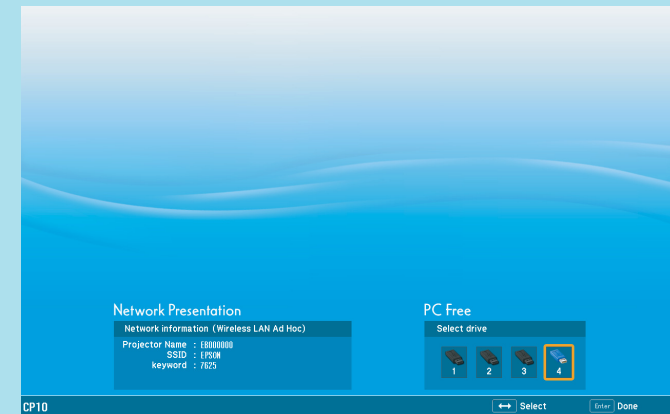 Network Presentation
Network information (Wireless LAN Ad Hoc)
Projector Name : EB000000
SSID : EPSON
keyword : 7625
PC Free
Select drive
1 2 3 4
CP10
Select
Enter Done